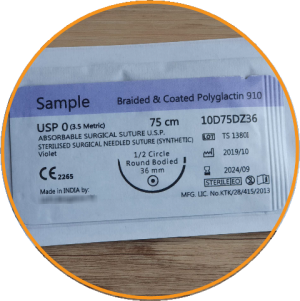 Sample Braided & Coated Polyglactin 910
USP 0 (3.5 Metric) 75 cm 10D75DZ36
ABSORBABLE SURGICAL SUTURE U.S.P.
STERILISED SURGICAL NEEDLED SUTURE (SYNTHETIC)
Violet
LOT TS 1380I
2019/10
1/2 Circle
Round Bodied
36 mm
2024/09
CE 2265
STERILE EO
Made in INDIA by:
MFG. LIC. No.KTK/28/415/2013